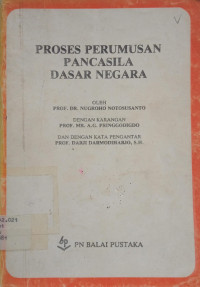 PROSES PERUMUSAN
PANCASILA
DASAR NEGARA
OLEH
PROF. DR. NUGROHO NOTOSUSANTO
DENGAN KARANGAN
PROF. MR. A.G. PRINGGODIGDO
DAN DENGAN KATA PENGANTAR
PROF. DARJI DARMODIHARJO, S.H.
PN BALAI PUSTAKA